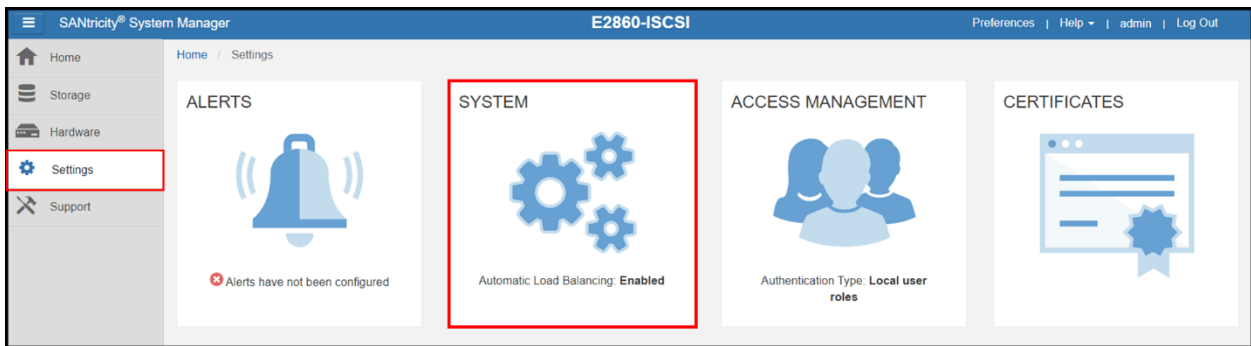 SANtricity® System Manager
E2860-ISCSI
Preferences | Help | admin | Log Out
Home
Storage
Hardware
Settings
Support
Home / Settings
ALERTS
Alerts have not been configured
SYSTEM
Automatic Load Balancing: Enabled
ACCESS MANAGEMENT
Authentication Type: Local user
roles
CERTIFICATES